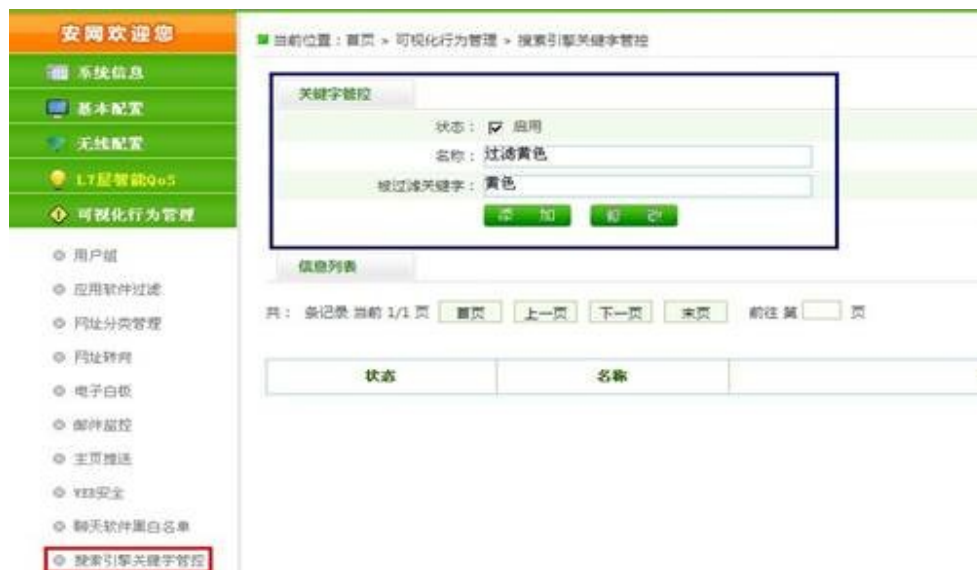 安网欢迎您
系统信息
基本配置
无线配置
L7层智能QoS
可视化行为管理
用户组
应用软件过滤
网址分类管理
网址转向
电子白板
邮件监控
主页推送
WEB安全
聊天软件黑白名单
搜索引擎关键字管控
当前位置：首页 > 可视化行为管理 > 搜索引擎关键字管控
关键字管控
状态： 启用
名称： 过滤黄色
被过滤关键字： 黄色
添 加 修 改
信息列表
共： 条记录 当前 1/1 页 首页 上一页 下一页 末页 前往 第 页
状态 名称